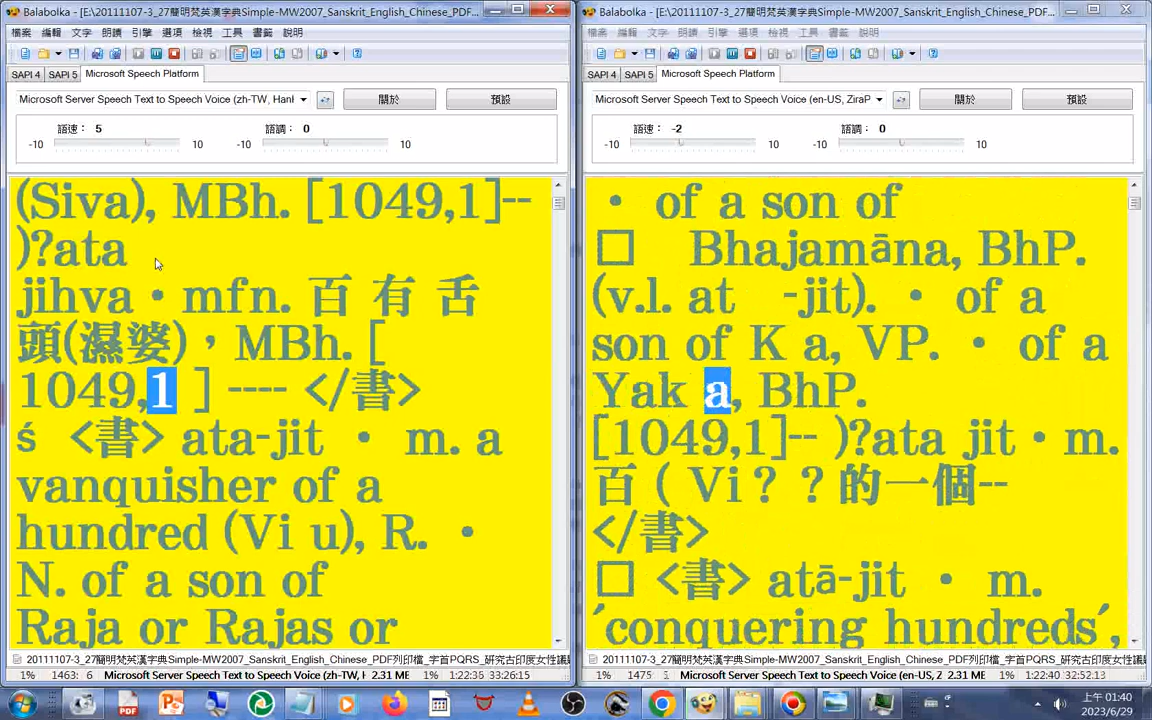 Balabolka - [E:\20111107-3_27簡明梵英漢字典Simple-MW2007_Sanskrit_English_Chinese_PDF...
檔案 編輯 文字 朗讀 引擎 選項 檢視 工具 書籤 說明
SAPI 4 SAPI 5 Microsoft Speech Platform
Microsoft Server Speech Text to Speech Voice (zh-TW, Hanl
關於 預設
語速： 5 語調： 0
-10 10 -10 10
(Siva), MBh. [1049,1]--
)?ata
jihva • mfn. 百 有 舌
頭(濕婆)，MBh. [
1049,1 ] ---- </書>
ś <書> ata-jit • m. a
vanquisher of a
hundred (Vi u), R. •
N. of a son of
Raja or Rajas or
20111107-3_27簡明梵英漢字典Simple-MW2007_Sanskrit_English_Chinese_PDF列印檔_字首PQRS_研究古印度女性議
1% 1463: 6 Microsoft Server Speech Text to Speech Voice (zh-TW, H 2.31 ME 1% 1:22:35 33:26:15
Balabolka - [E:\20111107-3_27簡明梵英漢字典Simple-MW2007_Sanskrit_English_Chinese_PDF...
檔案 編輯 文字 朗讀 引擎 選項 檢視 工具 書籤 說明
SAPI 4 SAPI 5 Microsoft Speech Platform
Microsoft Server Speech Text to Speech Voice (en-US, ZiraP
關於 預設
語速： -2 語調： 0
-10 10 -10 10
• of a son of
□ Bhajamāna, BhP.
(v.l. at -jit). • of a
son of K a, VP. • of a
Yak a, BhP.
[1049,1]-- )?ata jit • m.
百 ( Vi？？的一個--
</書>
□ <書> atā-jit • m.
'conquering hundreds',
20111107-3_27簡明梵英漢字典Simple-MW2007_Sanskrit_English_Chinese_PDF列印檔_字首PQRS_研究古印度女性議
1% 1475: Microsoft Server Speech Text to Speech Voice (en-US, Z 2.31 ME 1% 1:22:40 32:52:13
上午 01:40
2023/6/29